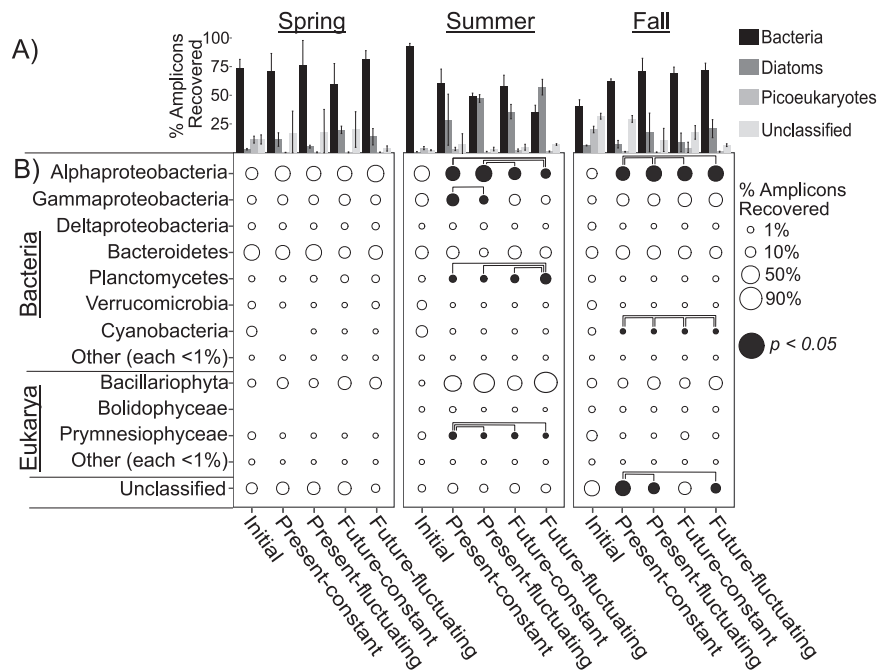 Spring Summer Fall
A)
% Amplicons
Recovered
100
75
50
25
Bacteria
Diatoms
Picoeukaryotes
Unclassified
B)
Bacteria
Alphaproteobacteria
Gammaproteobacteria
Deltaproteobacteria
Bacteroidetes
Planctomycetes
Verrucomicrobia
Cyanobacteria
Other (each <1%)
Eukarya
Bacillariophyta
Bolidophyceae
Prymnesiophyceae
Other (each <1%)
Unclassified
% Amplicons
Recovered
1%
10%
50%
90%
p < 0.05
Initial
Present-constant
Present-fluctuating
Future-constant
Future-fluctuating
Initial
Present-constant
Present-fluctuating
Future-constant
Future-fluctuating
Initial
Present-constant
Present-fluctuating
Future-constant
Future-fluctuating